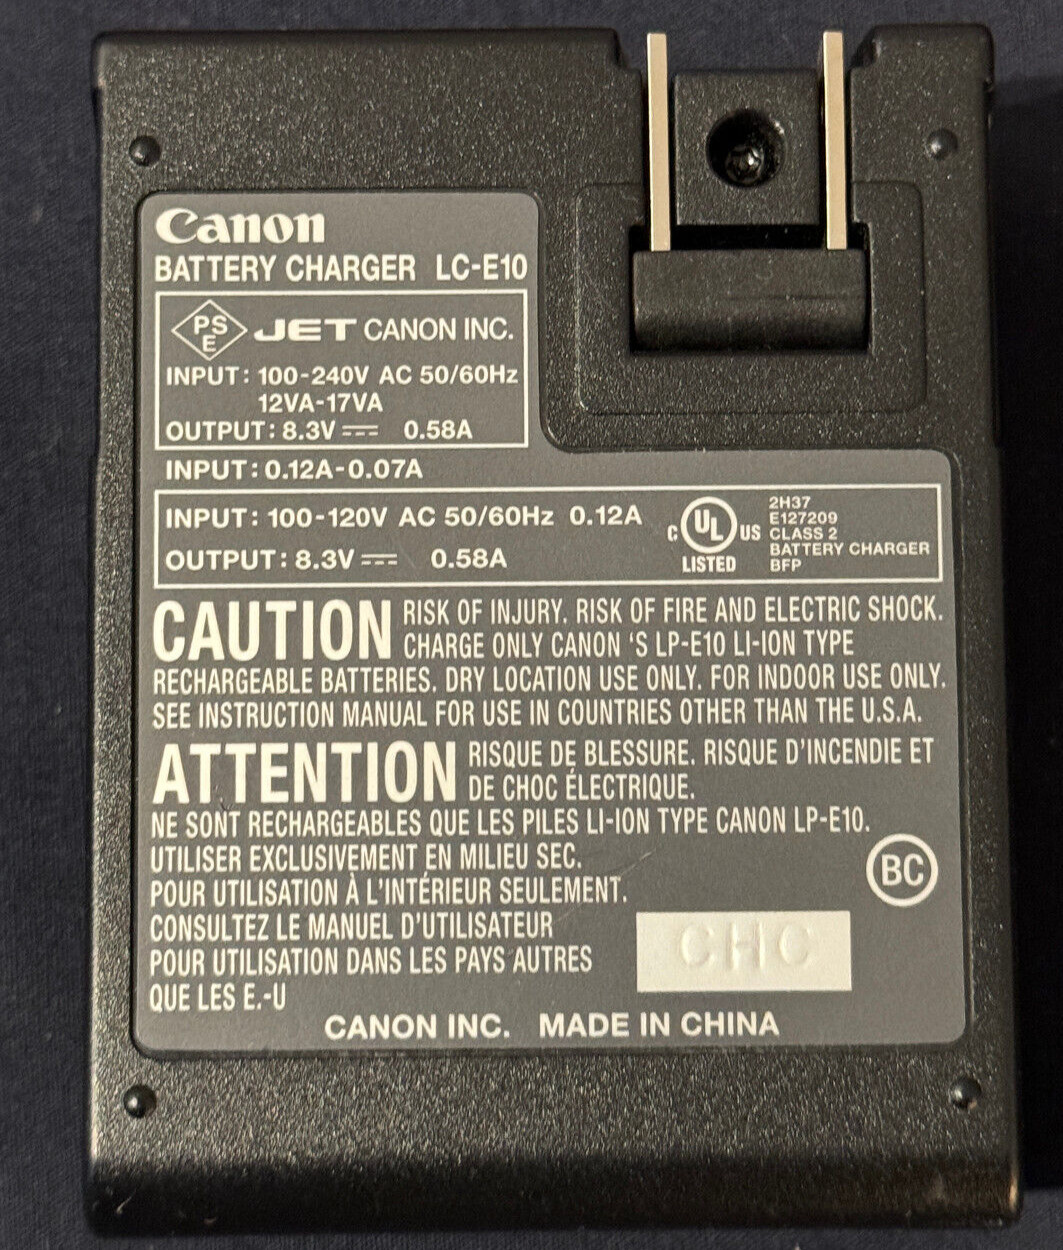 Canon
BATTERY CHARGER LC-E10
PS
E
JET CANON INC.
INPUT: 100-240V AC 50/60Hz
12VA-17VA
OUTPUT: 8.3V ⎓ 0.58A
INPUT: 0.12A-0.07A
INPUT: 100-120V AC 50/60Hz 0.12A
OUTPUT: 8.3V ⎓ 0.58A
C UL US
LISTED
2H37
E127209
CLASS 2
BATTERY CHARGER
BFP
CAUTION RISK OF INJURY. RISK OF FIRE AND ELECTRIC SHOCK.
CHARGE ONLY CANON 'S LP-E10 LI-ION TYPE
RECHARGEABLE BATTERIES. DRY LOCATION USE ONLY. FOR INDOOR USE ONLY.
SEE INSTRUCTION MANUAL FOR USE IN COUNTRIES OTHER THAN THE U.S.A.
ATTENTION RISQUE DE BLESSURE. RISQUE D'INCENDIE ET
DE CHOC ÉLECTRIQUE.
NE SONT RECHARGEABLES QUE LES PILES LI-ION TYPE CANON LP-E10.
UTILISER EXCLUSIVEMENT EN MILIEU SEC.
POUR UTILISATION À L'INTÉRIEUR SEULEMENT.
CONSULTEZ LE MANUEL D'UTILISATEUR
POUR UTILISATION DANS LES PAYS AUTRES
QUE LES E.-U
BC
CHC
CANON INC. MADE IN CHINA